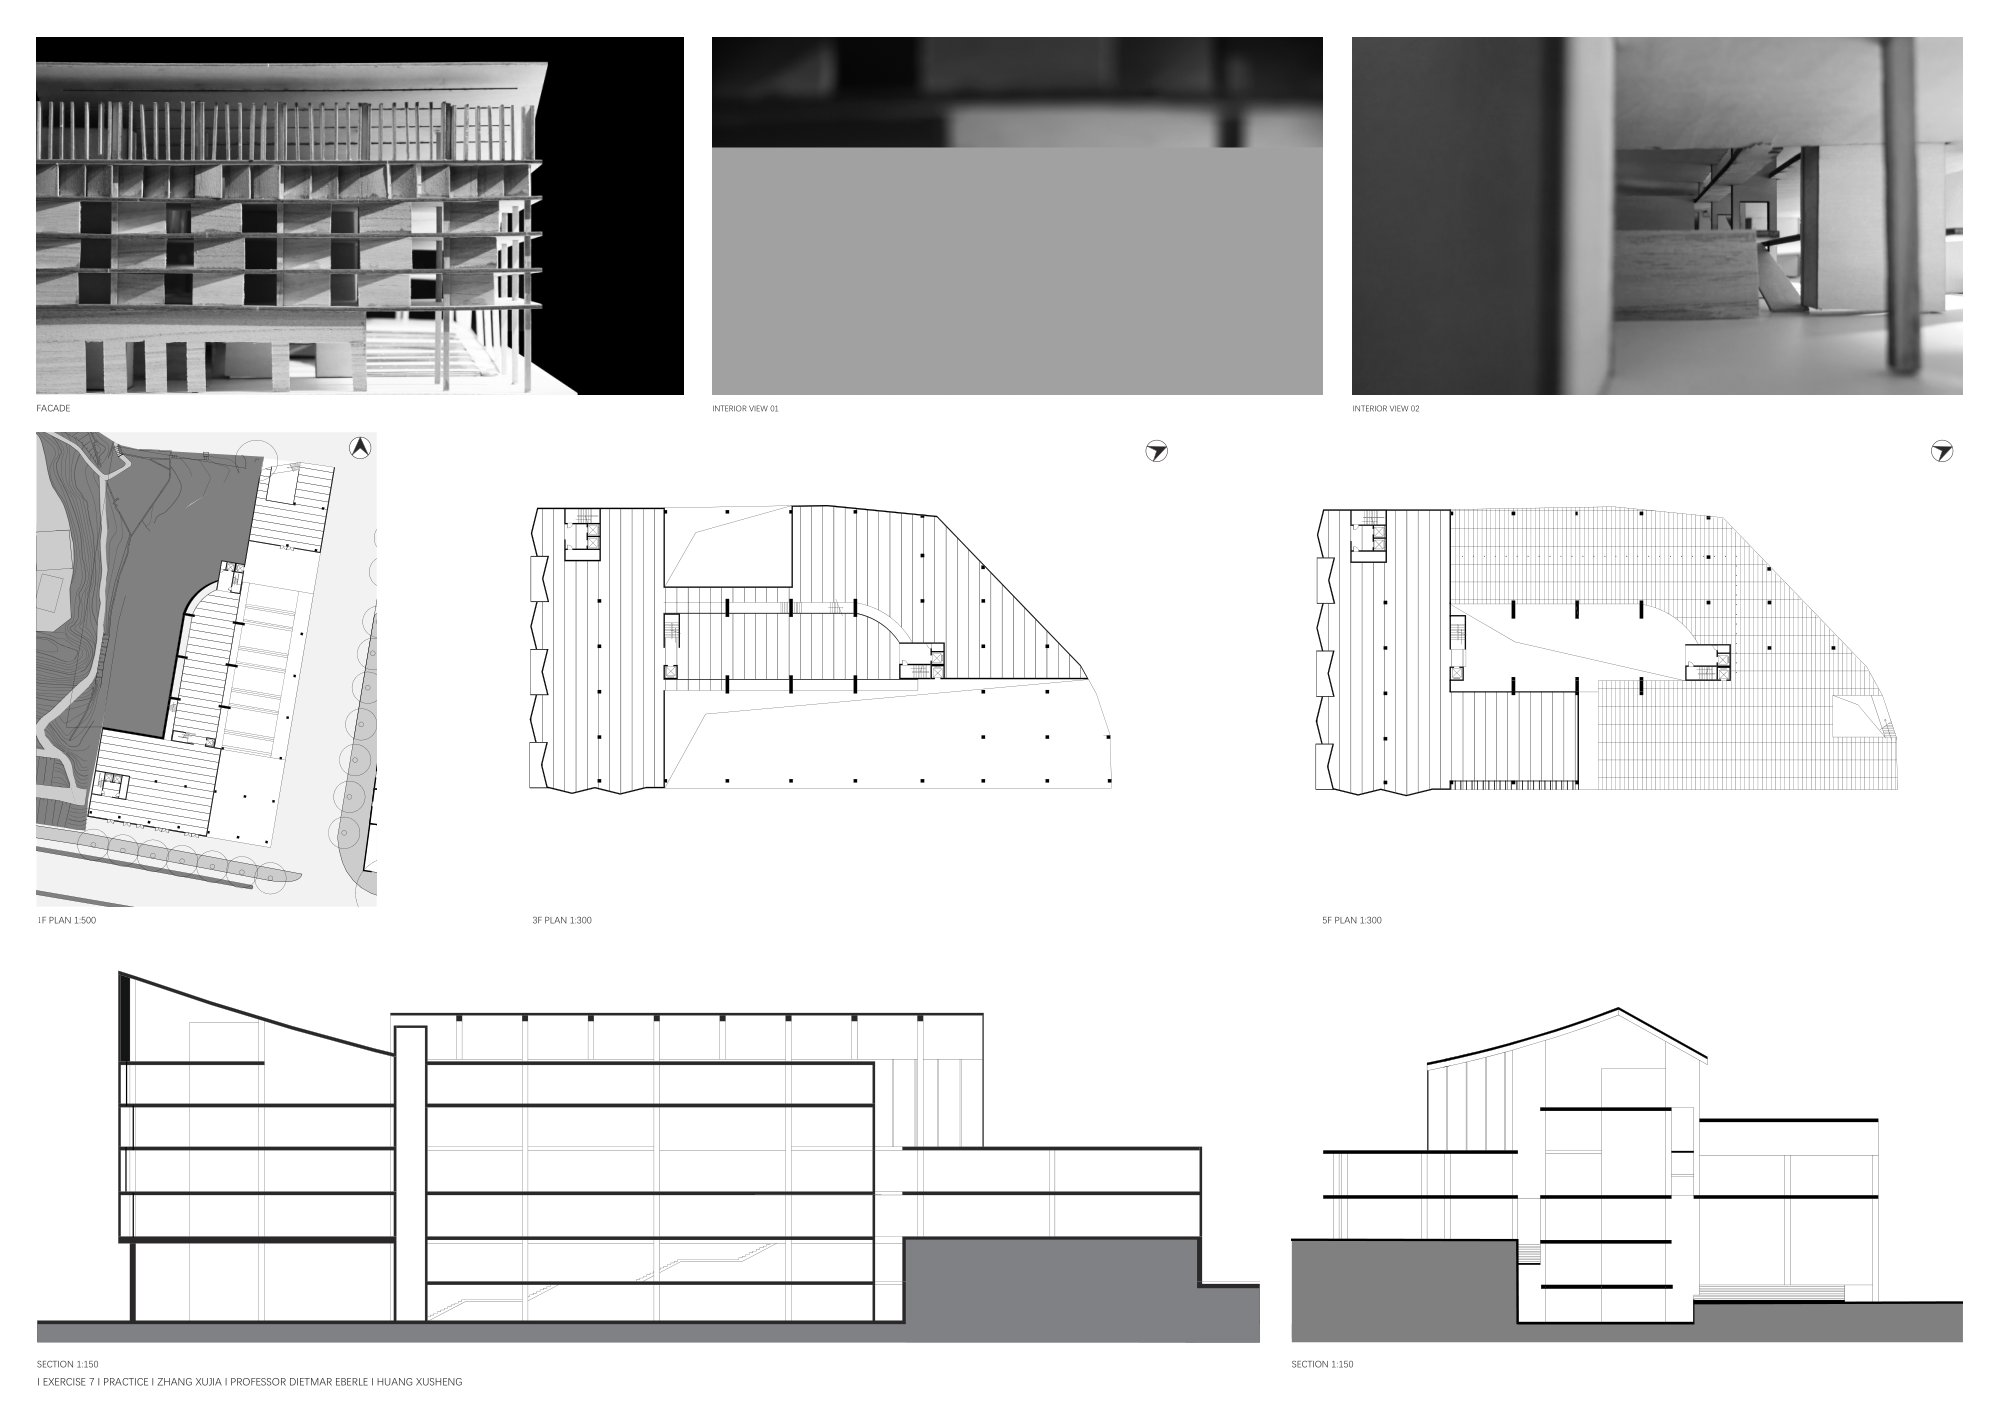 FACADE
INTERIOR VIEW 01
INTERIOR VIEW 02
1F PLAN 1:500
3F PLAN 1:300
5F PLAN 1:300
SECTION 1:150
SECTION 1:150
I EXERCISE 7 I PRACTICE I ZHANG XUJIA I PROFESSOR DIETMAR EBERLE I HUANG XUSHENG